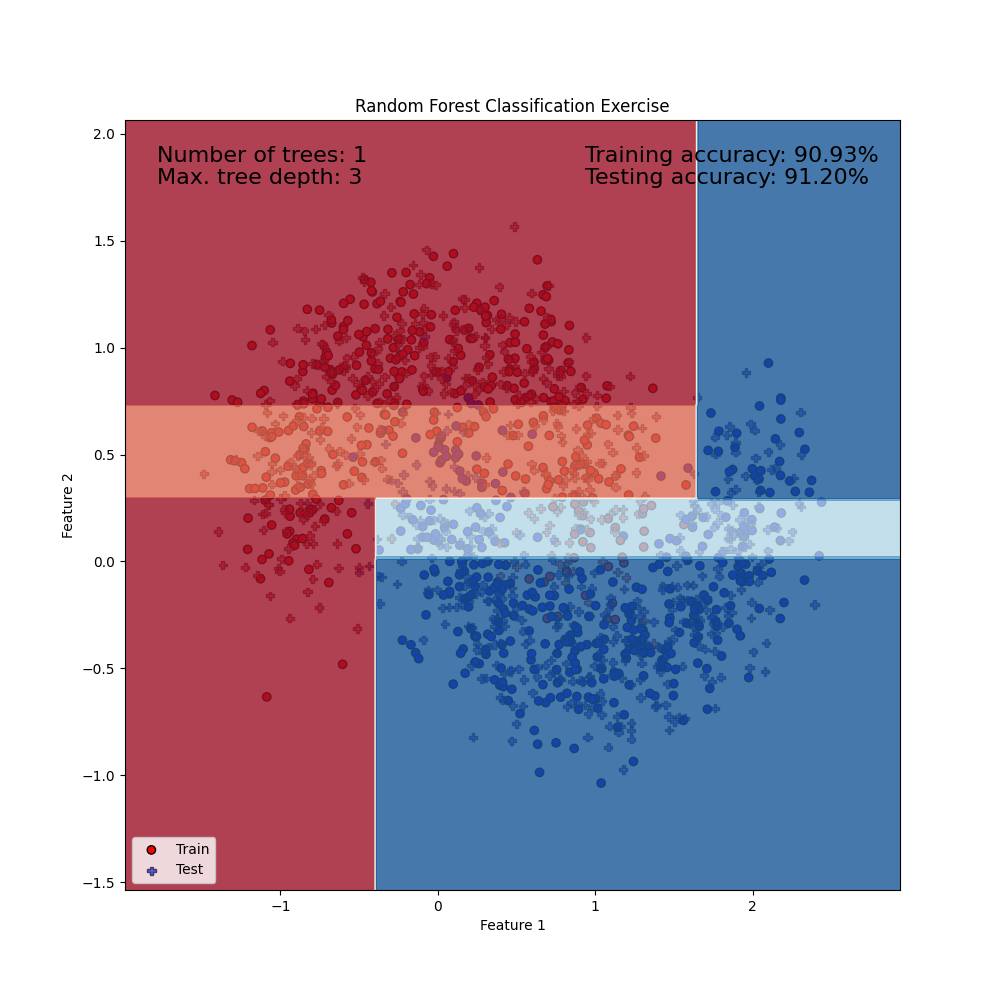 Random Forest Classification Exercise
Number of trees: 1
Max. tree depth: 3
Training accuracy: 90.93%
Testing accuracy: 91.20%
2.0
1.5
1.0
0.5
0.0
−0.5
−1.0
−1.5
Feature 2
Train
Test
−1
0
1
2
Feature 1